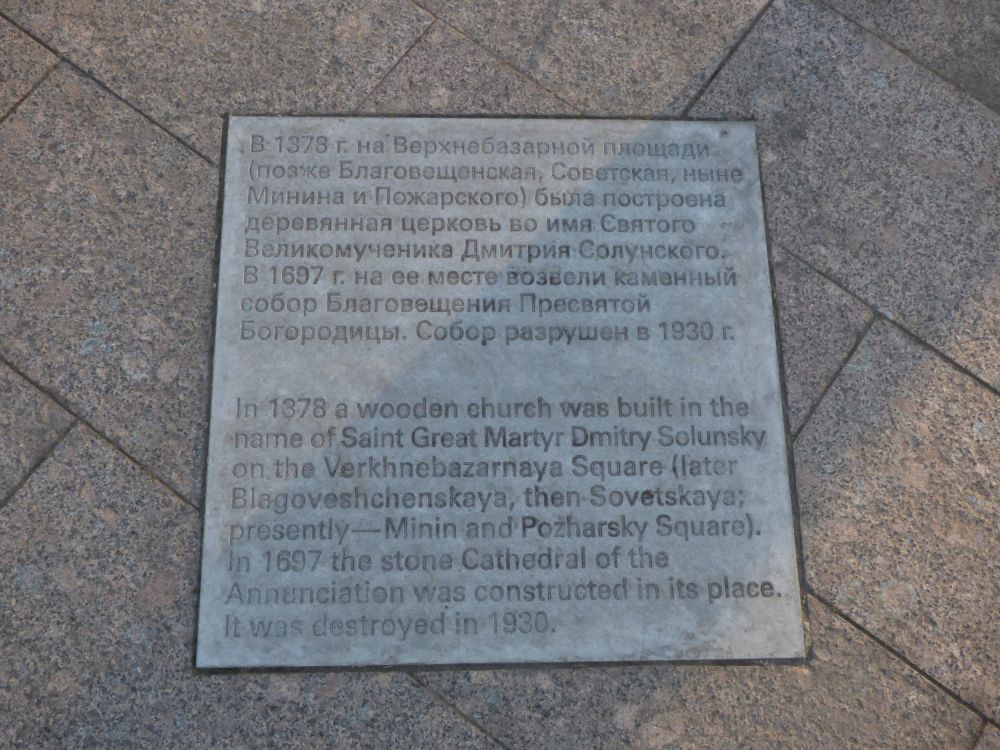 В 1378 г. на Верхнебазарной площади
(позже Благовещенская, Советская, ныне
Минина и Пожарского) была построена
деревянная церковь во имя Святого
Великомученика Дмитрия Солунского.
В 1697 г. на ее месте возвели каменный
собор Благовещения Пресвятой
Богородицы. Собор разрушен в 1930 г.
In 1378 a wooden church was built in the
name of Saint Great Martyr Dmitry Solunsky
on the Verkhnebazarnaya Square (later
Blagoveshchenskaya, then Sovetskaya;
presently—Minin and Pozharsky Square).
In 1697 the stone Cathedral of the
Annunciation was constructed in its place.
It was destroyed in 1930.